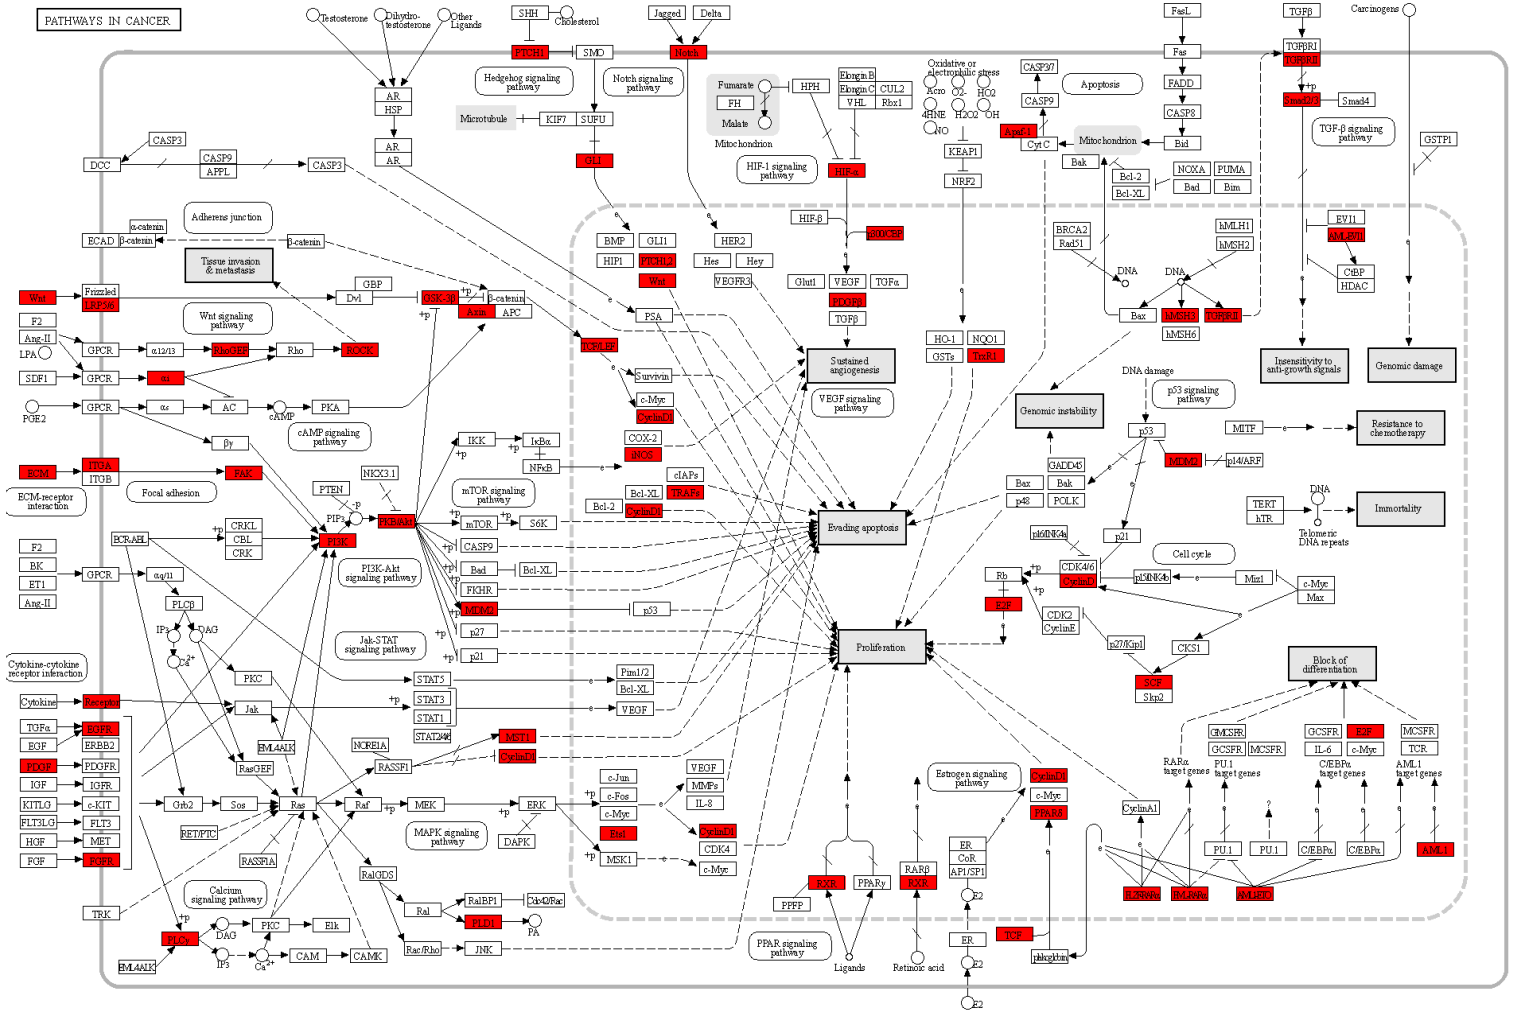 PATHWAYS IN CANCER
Testosterone
Dihydro-
testosterone
Other
Ligands
SHH
Cholesterol
Jagged
Delta
FasL
TGFβ
Carcinogens
PTCH1
SMO
Notch
Fas
TGFβRI
TGFβRII
Hedgehog signaling
pathway
Notch signaling
pathway
Fumarate
FH
Malate
Mitochondrion
HPH
Elongin B
Elongin C
CUL2
VHL
Rbx1
Oxidative or
electrophilic stress
Acro
O2-
HO2
4HNE
H2O2
OH
NO
CASP3/7
CASP9
Apoptosis
FADD
CASP8
+p
Smad2/3
Smad4
TGF-β signaling
pathway
GSTP1
AR
HSP
AR
AR
Microtubule
KIF7
SUFU
Apaf-1
CytC
Mitochondrion
Bid
KEAP1
NRF2
CASP3
DCC
CASP9
APPL
CASP3
GLI
HIF-1 signaling
pathway
HIF-α
Bak
Bcl-2
Bcl-XL
NOXA
PUMA
Bad
Bim
Adherens junction
α-catenin
ECAD
β-catenin
β-catenin
Tissue invasion
& metastasis
BMP
GLI1
HER2
HIP1
PTCH12
Hes
Hey
Wnt
VEGFR3
HIF-β
p300CBP
Glut1
VEGF
TGFα
PDGFβ
TGFβ
BRCA2
Rad51
DNA
DNA
hMLH1
hMSH2
EVI1
AML-EVI1
CtBP
HDAC
Wnt
Frizzled
LRP5/6
Dvl
GBP
GSK-3β
+p
β-catenin
Axin
APC
+p
+p
Wnt signaling
pathway
F2
Ang-II
LPA
GPCR
α12/13
RhoGEF
Rho
ROCK
TCF/LEF
PSA
Bax
hMSH3
TGFβRII
hMSH6
HO-1
NQO1
GSTs
TrxR1
Sustained
angiogenesis
Insensitivity to
anti-growth signals
Genomic damage
SDF1
GPCR
αi
Survivin
c-Myc
CyclinD1
VEGF signaling
pathway
DNA damage
p53 signaling
pathway
Genomic instability
PGE2
GPCR
αs
AC
cAMP
PKA
cAMP signaling
pathway
βγ
IKK
IκBα
+p
+p
NFκB
COX-2
iNOS
p53
MDM2
p14/ARF
MITF
Resistance to
chemotherapy
ECM
ITGA
ITGB
FAK
NKX3.1
ECM-receptor
interaction
Focal adhesion
PTEN
-p
PIP3
+p
PKB/Akt
mTOR signaling
pathway
cIAPs
Bcl-XL
TRAFs
Bcl-2
CyclinD1
GADD45
Bax
Bak
p48
POLK
DNA
TERT
hTR
Telomeric
DNA repeats
Immortality
CRKL
CBL
CRK
+p
BCR-ABL
PI3K
+p
mTOR
S6K
Evading apoptosis
CASP9
Bad
Bcl-XL
FKHR
MDM2
p53
p27
p21
PI3K-Akt
signaling pathway
F2
BK
ET1
Ang-II
GPCR
αq/11
PLCβ
IP3
DAG
Ca2+
p16/INK4a
p21
Cell cycle
CDK4/6
CyclinD
Rb
+p
E2F
p15/INK4b
Miz1
c-Myc
Max
CDK2
CyclinE
+p
p27/Kip1
CKS1
SCF
Skp2
Jak-STAT
signaling pathway
Proliferation
Block of
differentiation
Cytokine-cytokine
receptor interaction
PKC
Cytokine
Receptor
Jak
+p
STAT5
STAT3
STAT1
Pim1/2
Bcl-XL
VEGF
TGFα
EGFR
EGF
ERBB2
EML4-ALK
NORE1A
MST1
RASSF1
CyclinD1
PDGF
PDGFR
RasGEF
IGF
IGFR
KITLG
c-KIT
FLT3LG
FLT3
HGF
MET
FGF
FGFR
Grb2
Sos
Ras
Raf
+p
MEK
ERK
+p
DAPK
+p
RET/PTC
RASSF1A
MAPK signaling
pathway
c-Jun
c-Fos
c-Myc
Ets1
MSK1
VEGF
MMPs
IL-8
CyclinD1
CDK4
c-Myc
Estrogen signaling
pathway
CyclinD1
c-Myc
PPARδ
GMCSFR
GCSFR
MCSFR
GCSFR
E2F
IL-6
c-Myc
MCSFR
TCR
RARα
target genes
PU.1
target genes
C/EBPα
target genes
AML1
target genes
CyclinA1
?
PU.1
PU.1
C/EBPα
C/EBPα
AML1
RalGDS
Calcium
signaling pathway
RalBP1
Cdc42/Rac
Ral
PLD1
PA
Rac/Rho
JNK
TRK
+p
PLCγ
EML4-ALK
DAG
IP3
PKC
Elk
Ca2+
CAM
CAMK
RXR
PPARγ
PPFP
RARβ
RXR
ER
CoR
AP1/SP1
E2
PPAR signaling
pathway
Ligands
Retinoic acid
ER
E2
E2
TCF